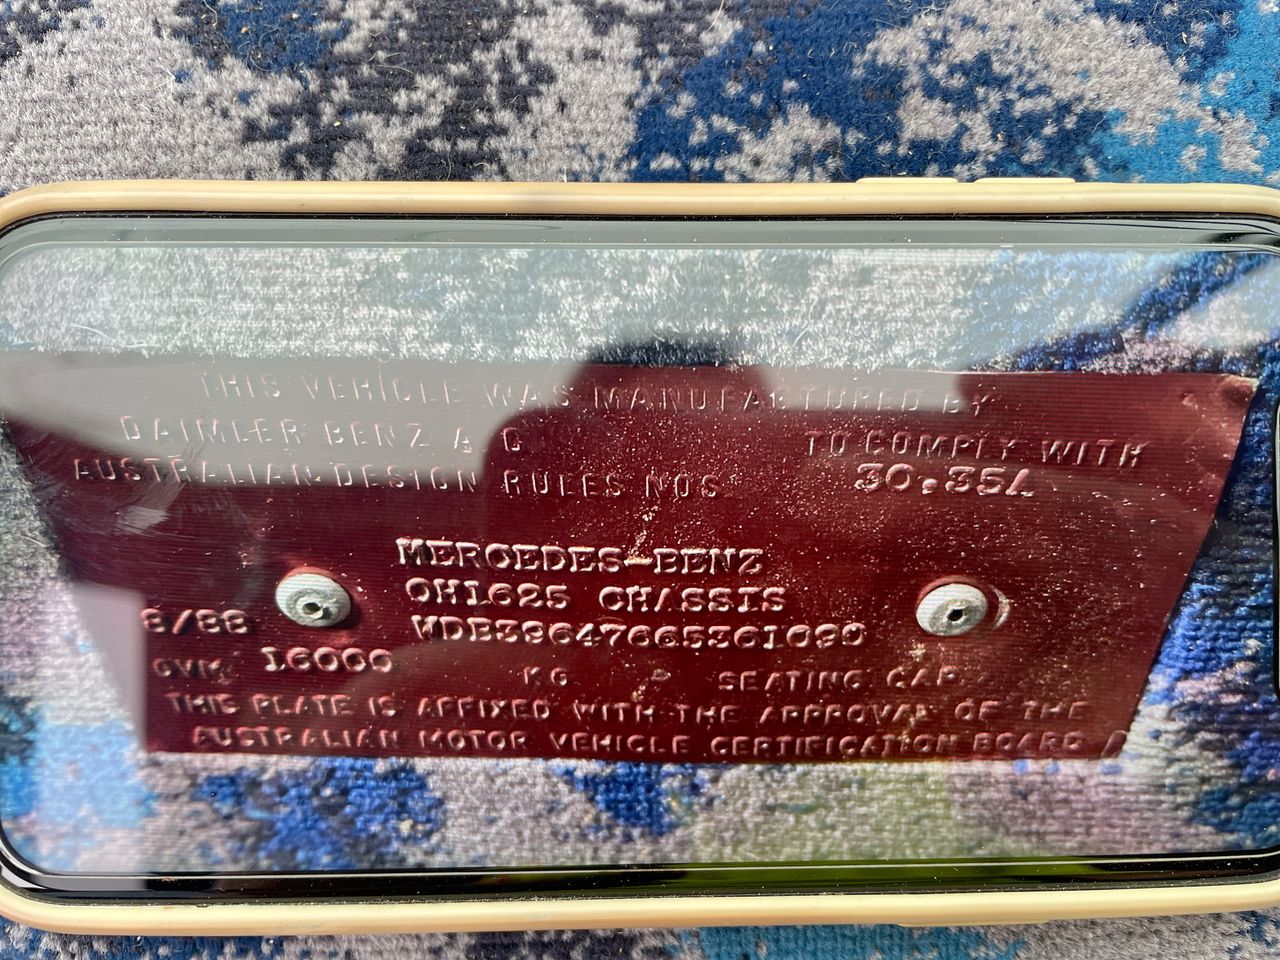 THIS VEHICLE WAS MANUFACTURED BY
DAIMLER BENZ A G TO COMPLY WITH
AUSTRALIAN DESIGN RULES NOS 30.35A
MERCEDES-BENZ
OH1625 CHASSIS
8/88 WDB39647665361090
GVM 16000 KG SEATING CAP
THIS PLATE IS AFFIXED WITH THE APPROVAL OF THE
AUSTRALIAN MOTOR VEHICLE CERTIFICATION BOARD